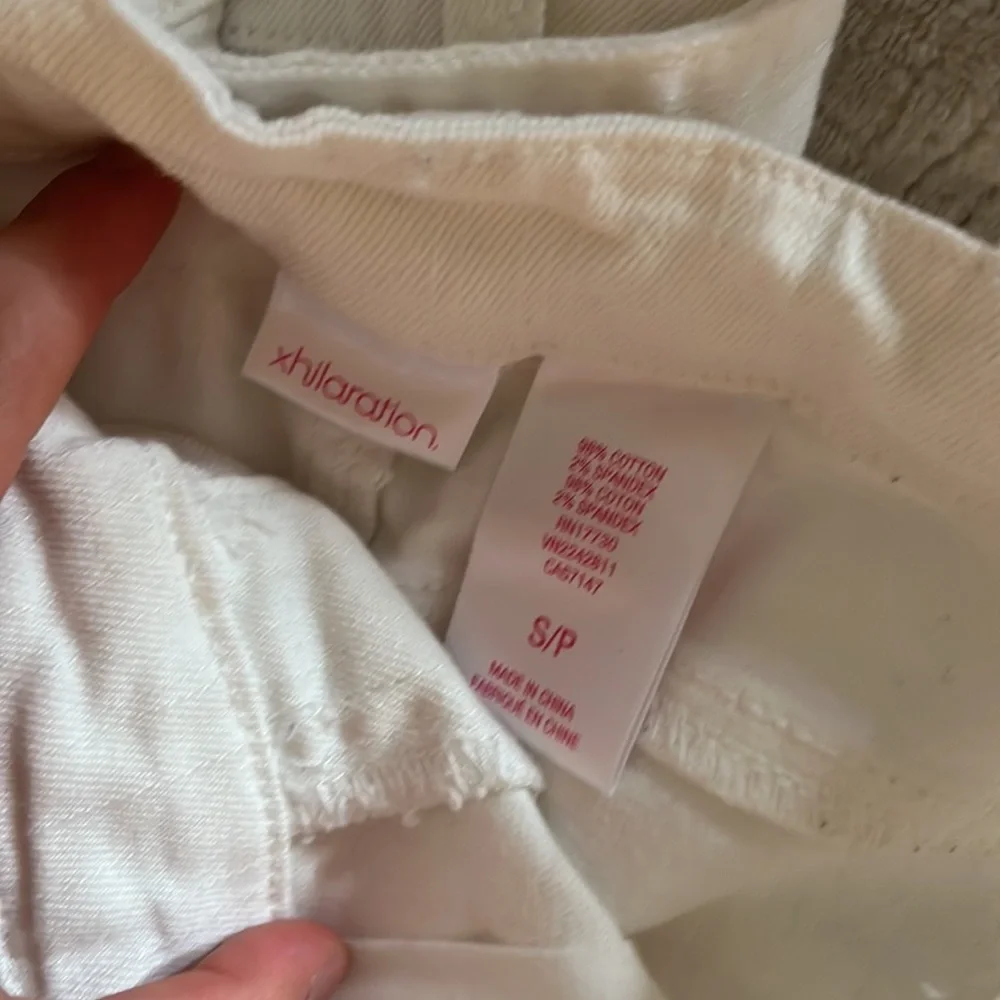 xhilaration
98% COTTON
2% SPANDEX
98% COTON
2% SPANDEX
RN17730
VN2242811
CA57147
S/P
MADE IN CHINA
FABRIQUÉ EN CHINE